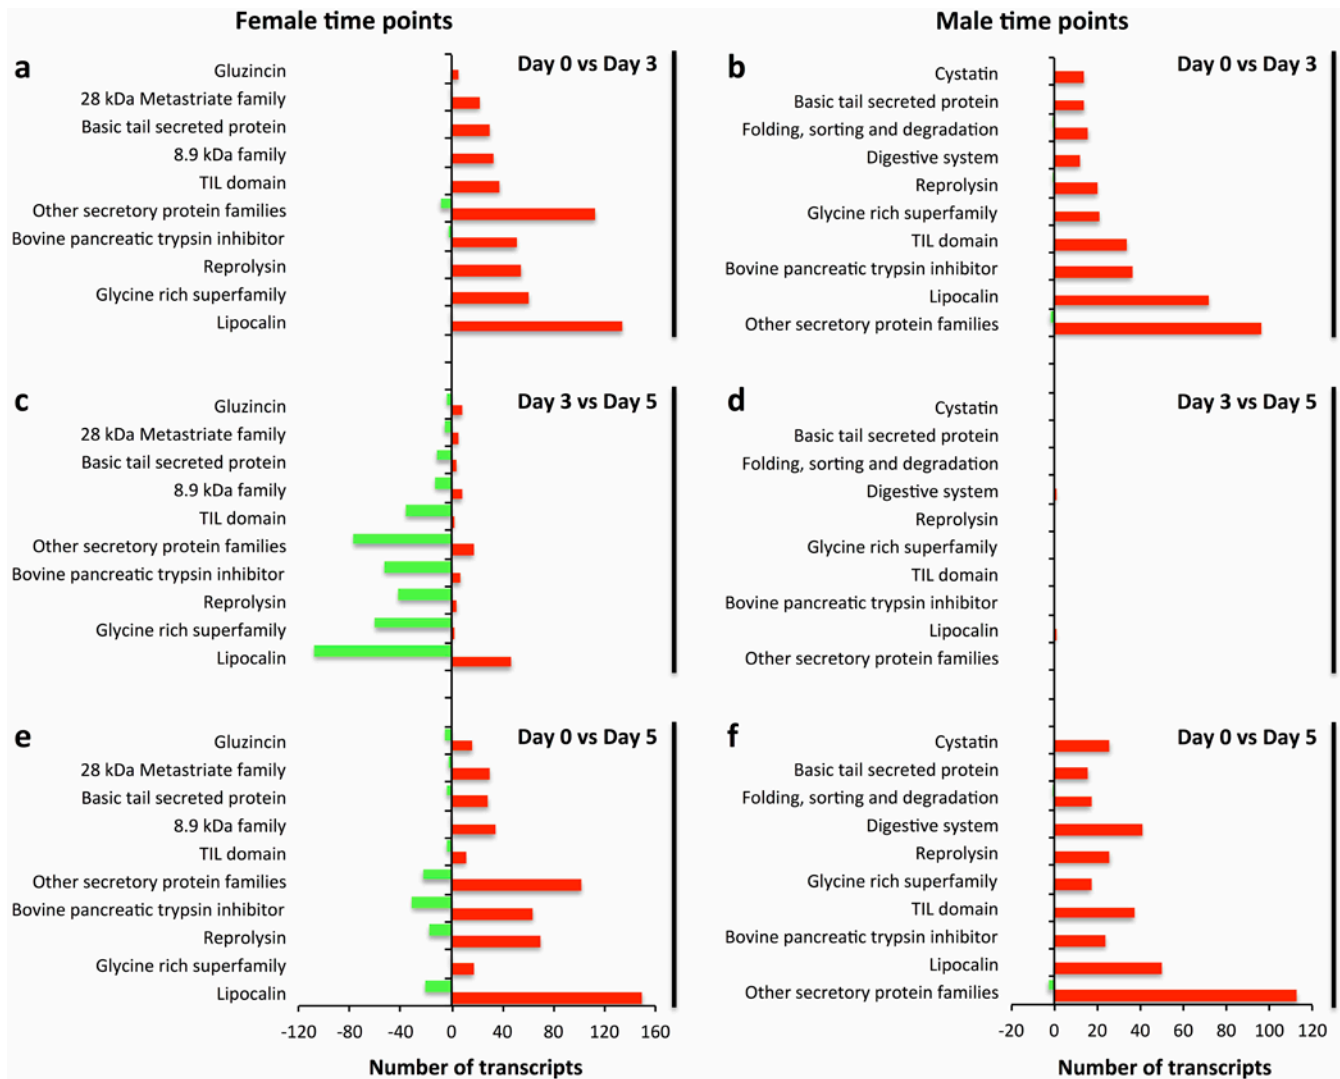 Female time points
Male time points
a
Day 0 vs Day 3
Gluzincin
28 kDa Metastriate family
Basic tail secreted protein
8.9 kDa family
TIL domain
Other secretory protein families
Bovine pancreatic trypsin inhibitor
Reprolysin
Glycine rich superfamily
Lipocalin
b
Day 0 vs Day 3
Cystatin
Basic tail secreted protein
Folding, sorting and degradation
Digestive system
Reprolysin
Glycine rich superfamily
TIL domain
Bovine pancreatic trypsin inhibitor
Lipocalin
Other secretory protein families
c
Day 3 vs Day 5
Gluzincin
28 kDa Metastriate family
Basic tail secreted protein
8.9 kDa family
TIL domain
Other secretory protein families
Bovine pancreatic trypsin inhibitor
Reprolysin
Glycine rich superfamily
Lipocalin
d
Day 3 vs Day 5
Cystatin
Basic tail secreted protein
Folding, sorting and degradation
Digestive system
Reprolysin
Glycine rich superfamily
TIL domain
Bovine pancreatic trypsin inhibitor
Lipocalin
Other secretory protein families
e
Day 0 vs Day 5
Gluzincin
28 kDa Metastriate family
Basic tail secreted protein
8.9 kDa family
TIL domain
Other secretory protein families
Bovine pancreatic trypsin inhibitor
Reprolysin
Glycine rich superfamily
Lipocalin
-120 -80 -40 0 40 80 120 160
Number of transcripts
f
Day 0 vs Day 5
Cystatin
Basic tail secreted protein
Folding, sorting and degradation
Digestive system
Reprolysin
Glycine rich superfamily
TIL domain
Bovine pancreatic trypsin inhibitor
Lipocalin
Other secretory protein families
-20 0 20 40 60 80 100 120
Number of transcripts